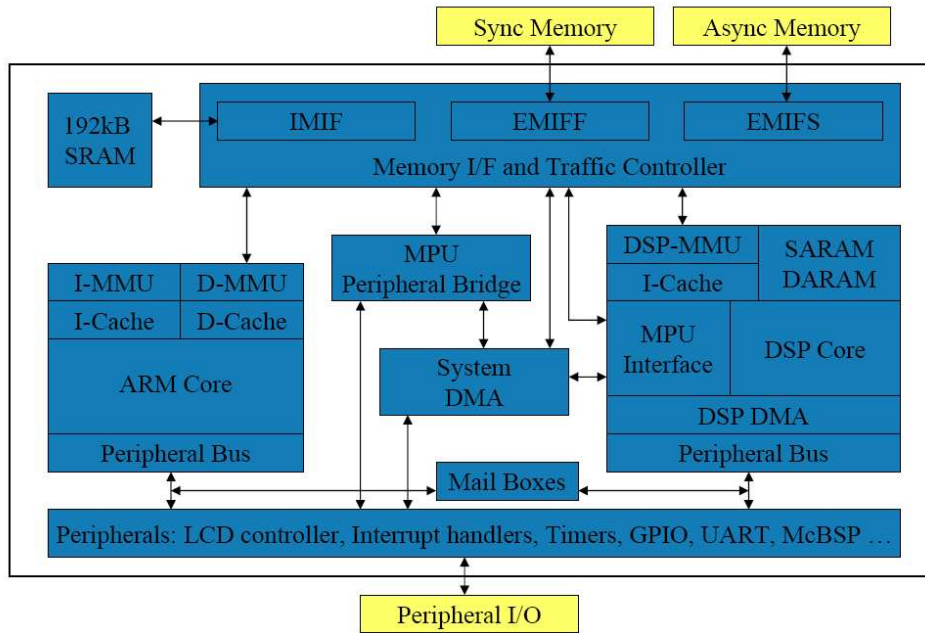 Sync Memory
Async Memory
192kB
SRAM
IMIF
EMIFF
EMIFS
Memory I/F and Traffic Controller
I-MMU
D-MMU
I-Cache
D-Cache
ARM Core
Peripheral Bus
MPU
Peripheral Bridge
System
DMA
DSP-MMU
I-Cache
SARAM
DARAM
MPU
Interface
DSP Core
DSP DMA
Peripheral Bus
Mail Boxes
Peripherals: LCD controller, Interrupt handlers, Timers, GPIO, UART, McBSP ...
Peripheral I/O